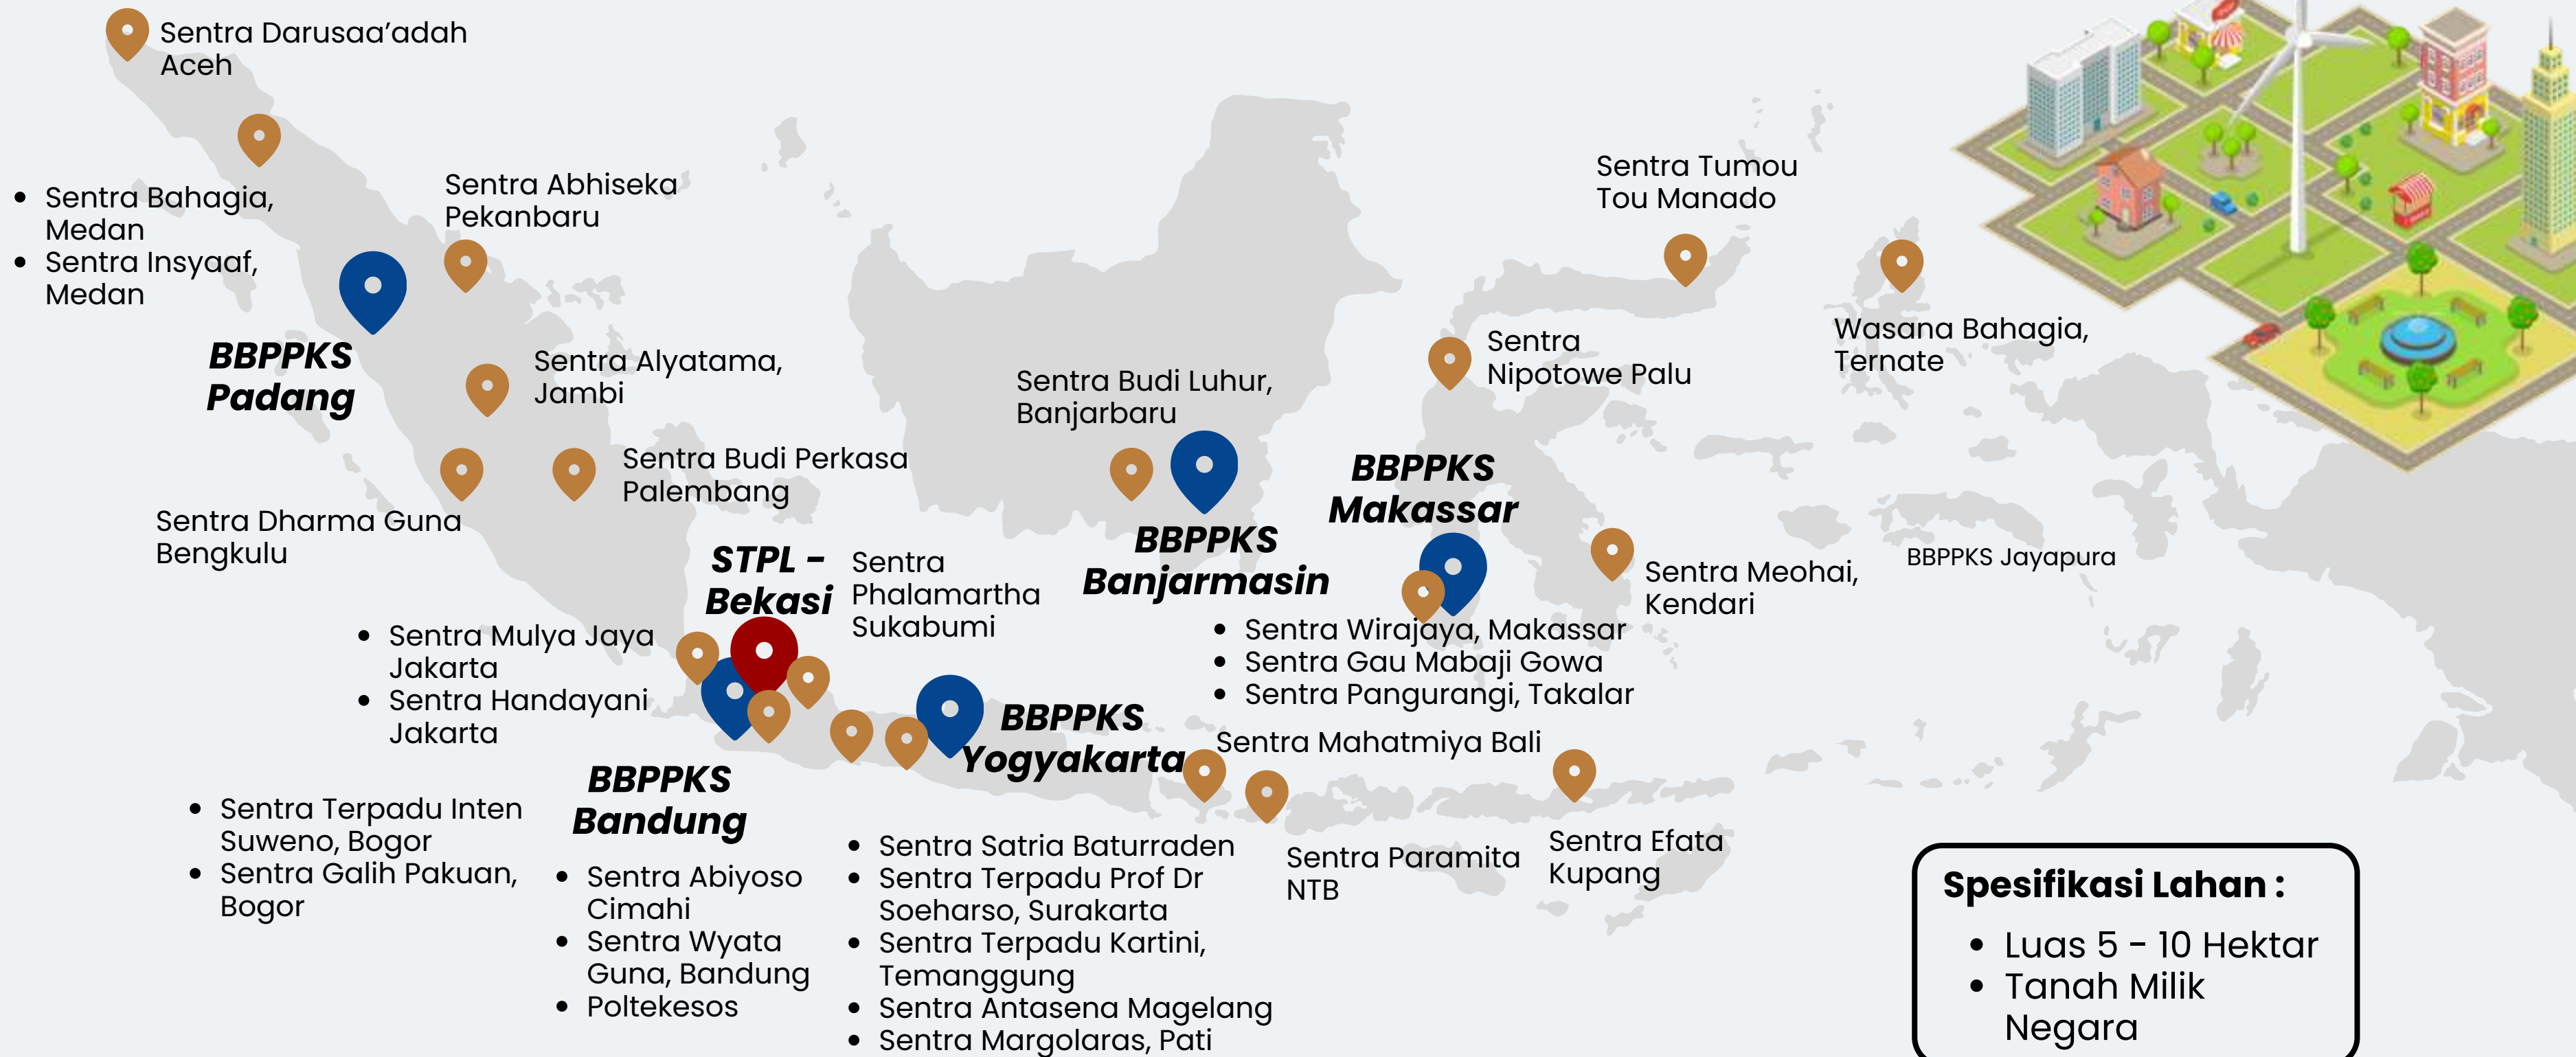 Sentra Darusaa’adah
Aceh
• Sentra Bahagia,
Medan
• Sentra Insyaaf,
Medan
Sentra Abhiseka
Pekanbaru
BBPPKS
Padang
Sentra Alyatama,
Jambi
Sentra Budi Perkasa
Palembang
Sentra Dharma Guna
Bengkulu
STPL -
Bekasi
Sentra
Phalamartha
Sukabumi
• Sentra Mulya Jaya
Jakarta
• Sentra Handayani
Jakarta
• Sentra Terpadu Inten
Suweno, Bogor
• Sentra Galih Pakuan,
Bogor
BBPPKS
Bandung
• Sentra Abiyoso
Cimahi
• Sentra Wyata
Guna, Bandung
• Poltekesos
BBPPKS
Yogyakarta
• Sentra Satria Baturraden
• Sentra Terpadu Prof Dr
Soeharso, Surakarta
• Sentra Terpadu Kartini,
Temanggung
• Sentra Antasena Magelang
• Sentra Margolaras, Pati
Sentra Budi Luhur,
Banjarbaru
BBPPKS
Banjarmasin
Sentra Tumou
Tou Manado
Sentra
Nipotowe Palu
BBPPKS
Makassar
• Sentra Wirajaya, Makassar
• Sentra Gau Mabaji Gowa
• Sentra Pangurangi, Takalar
Sentra Meohai,
Kendari
Sentra Mahatmiya Bali
Sentra Paramita
NTB
Sentra Efata
Kupang
Wasana Bahagia,
Ternate
BBPPKS Jayapura
Spesifikasi Lahan :
• Luas 5 - 10 Hektar
• Tanah Milik
Negara